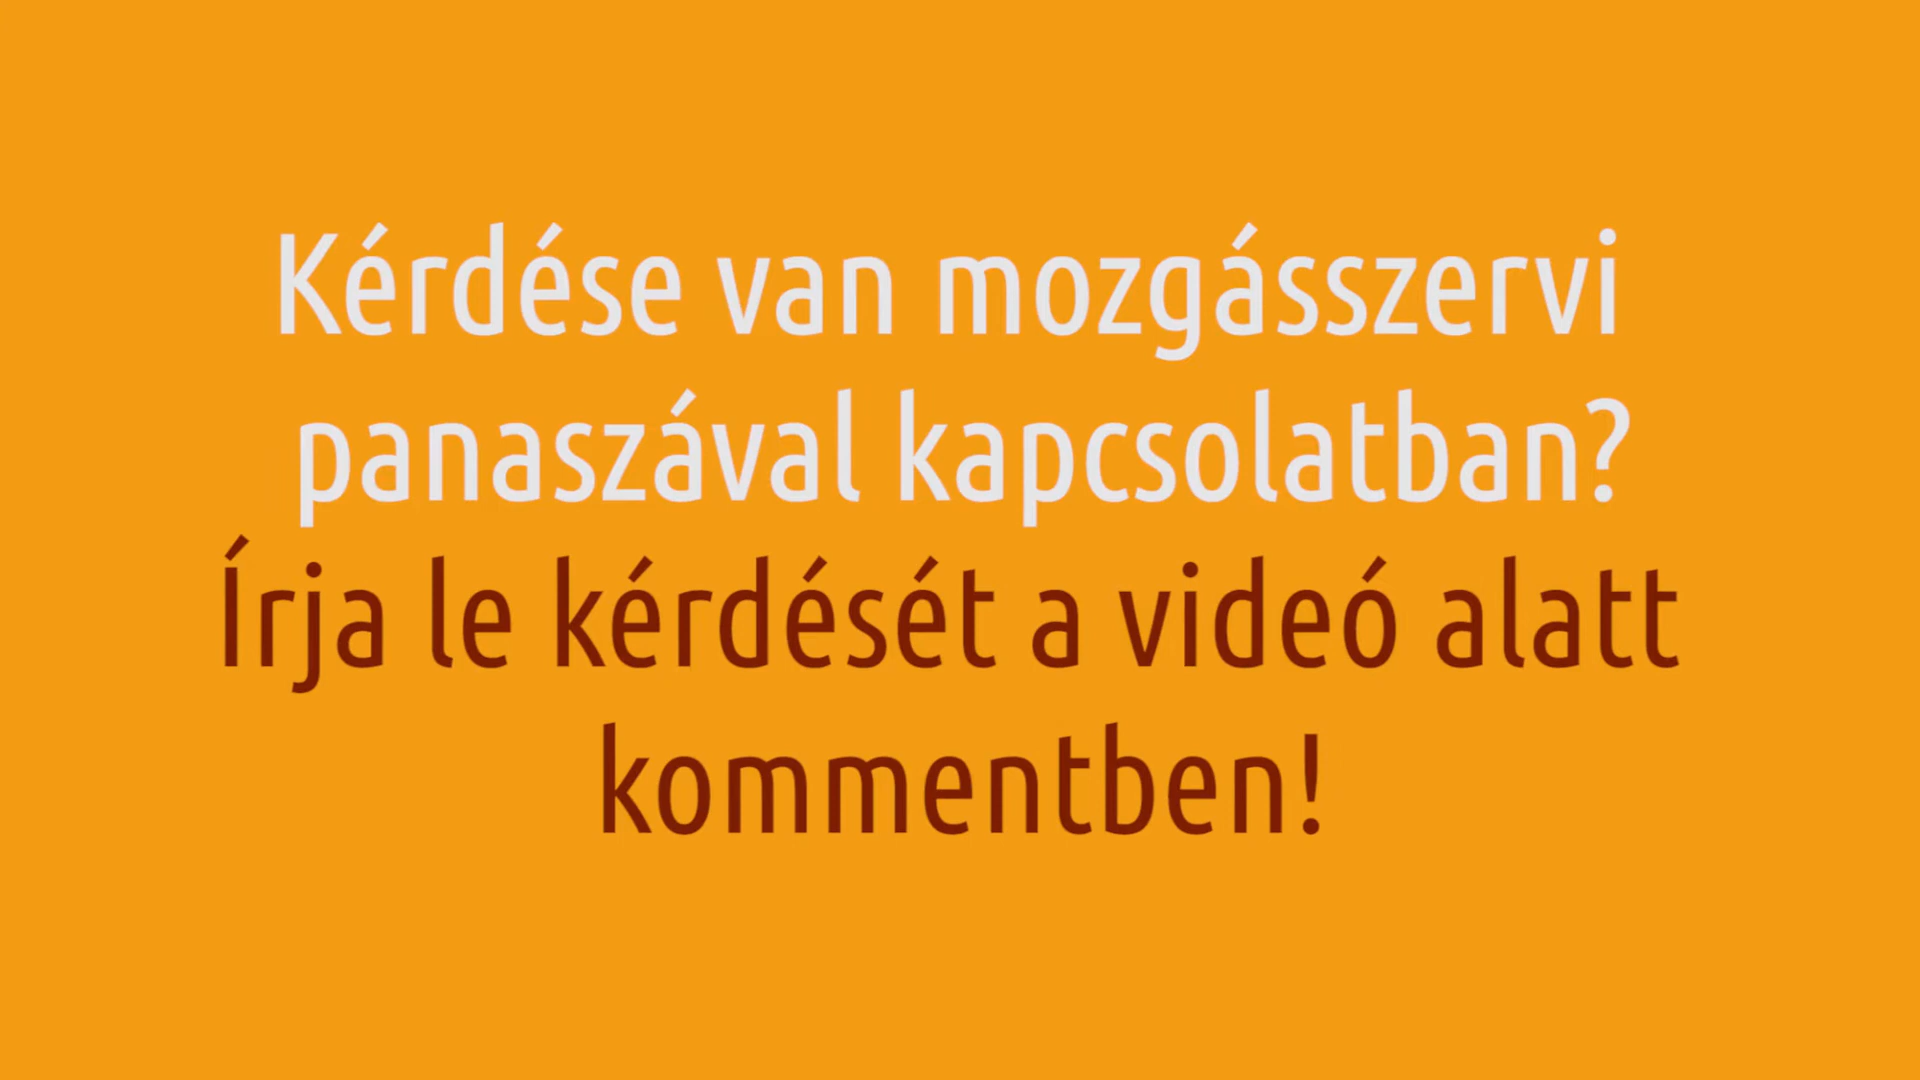 Kérdése van mozgásszervi
panaszával kapcsolatban?
Írja le kérdését a videó alatt
kommentben!